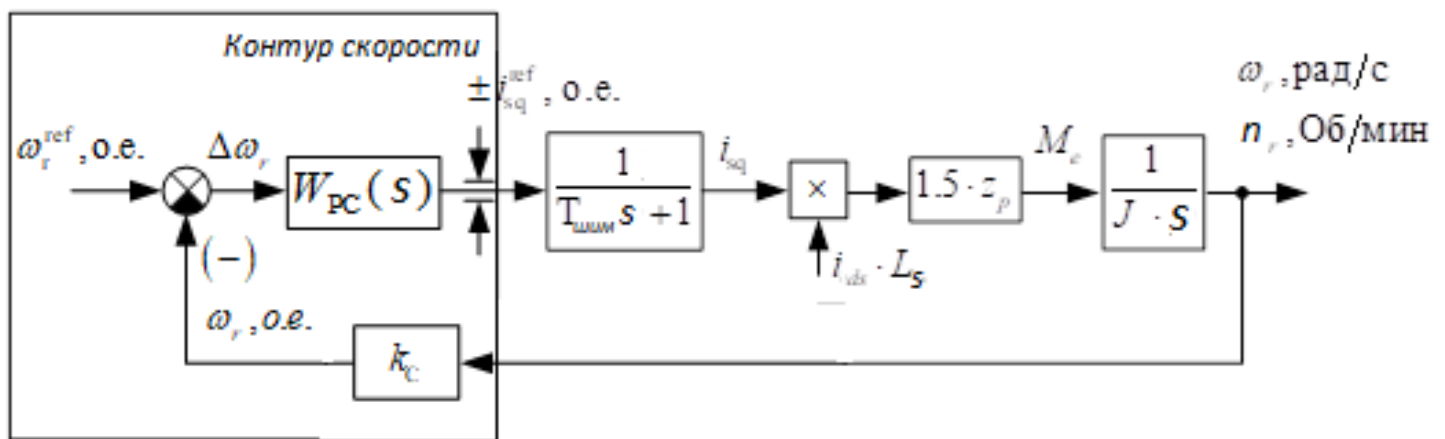 Контур скорости
± i_sq^ref, о.е.
ω_r, рад/с
n_r, Об/мин
ω_r^ref, о.е.
Δω_r
W_PC(s)
1
T_шим s + 1
i_sq
×
1.5 · z_p
M_e
1
J · s
(−)
i_ds · L_s
ω_r, о.е.
k_C